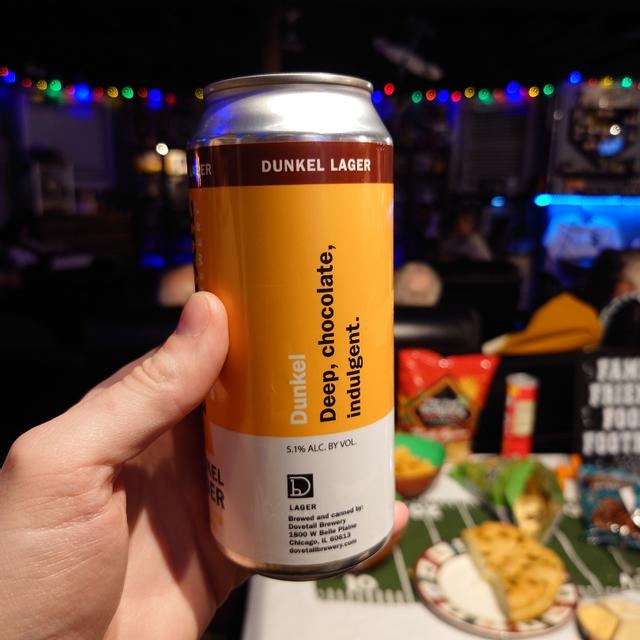 DUNKEL LAGER
Dunkel
Deep, chocolate,
indulgent.
5.1% ALC. BY VOL.
LAGER
Brewed and canned by:
Dovetail Brewery
1800 W Belle Plaine
Chicago, IL 60613
dovetailbrewery.com